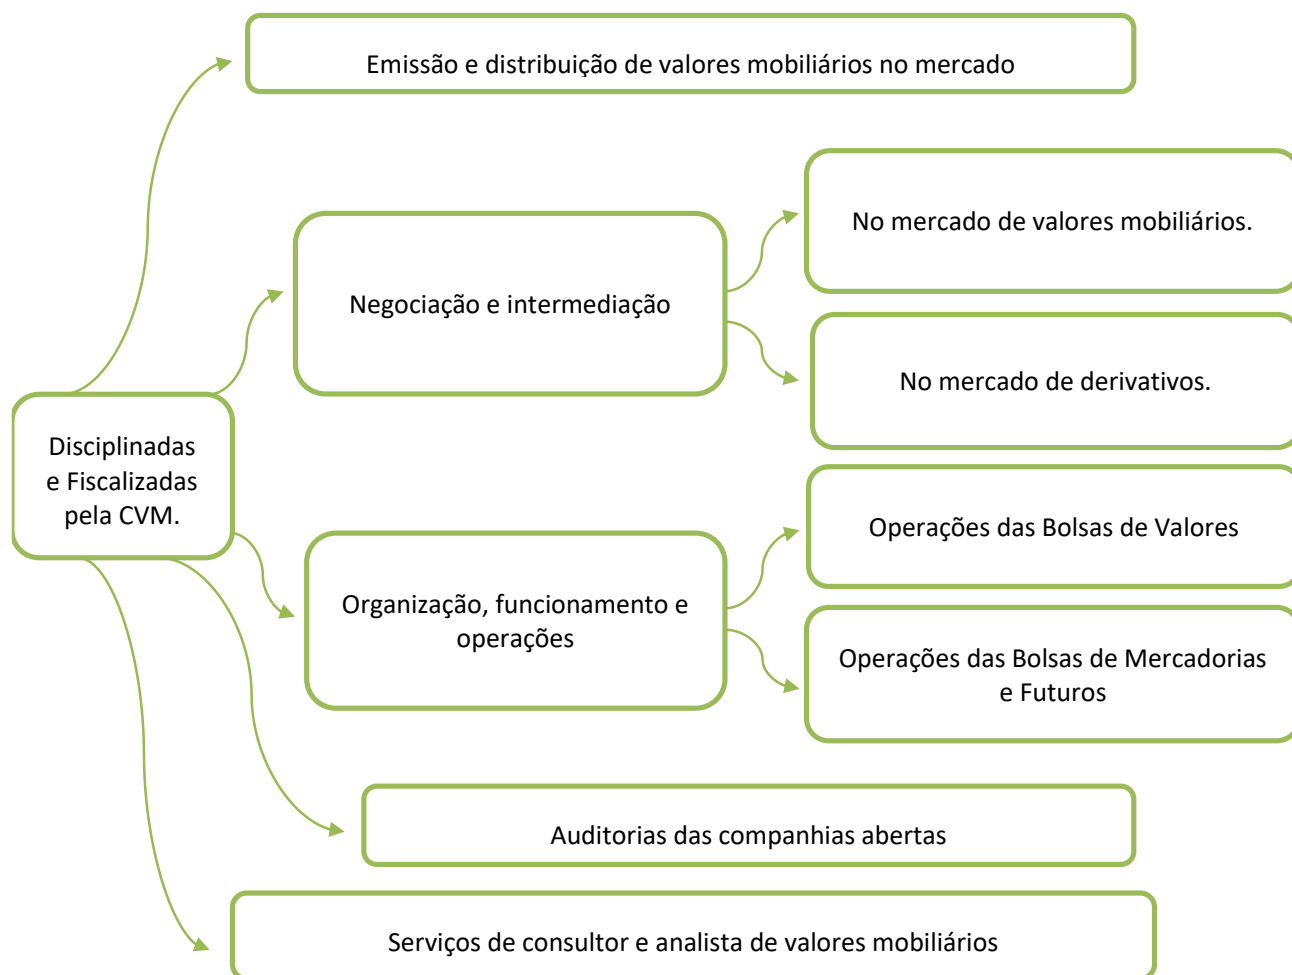 Emissão e distribuição de valores mobiliários no mercado
No mercado de valores mobiliários.
Negociação e intermediação
No mercado de derivativos.
Disciplinadas
e Fiscalizadas
pela CVM.
Operações das Bolsas de Valores
Organização, funcionamento e
operações
Operações das Bolsas de Mercadorias
e Futuros
Auditorias das companhias abertas
Serviços de consultor e analista de valores mobiliários